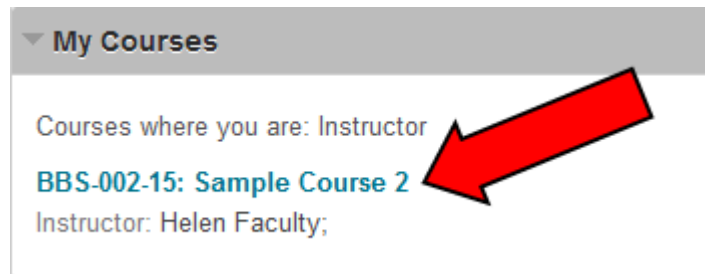 My Courses
Courses where you are: Instructor
BBS-002-15: Sample Course 2
Instructor: Helen Faculty;